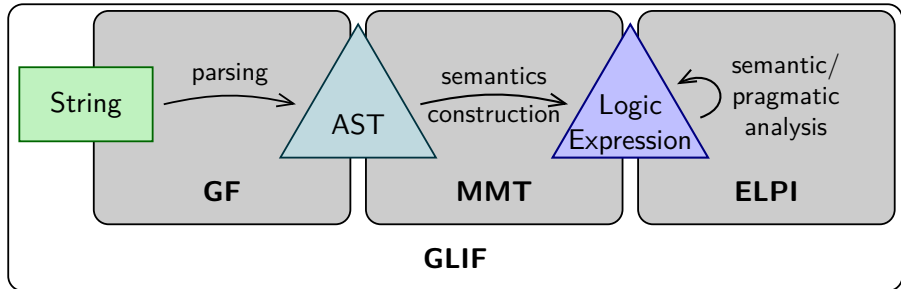 String
parsing
AST
semantics
construction
Logic
Expression
semantic/
pragmatic
analysis
GF
MMT
ELPI
GLIF